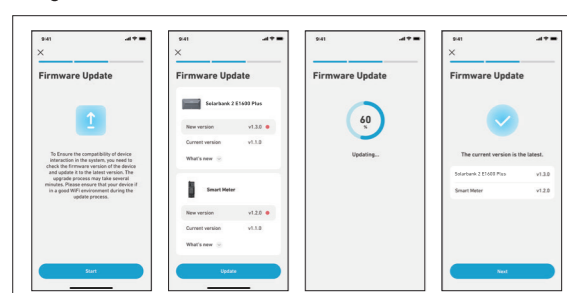 9:41
Firmware Update
To Ensure the compatibility of device
interaction in the system, you need to
check the firmware version of the device
and update it to the latest version. The
upgrade process may take several
minutes. Please ensure that your device if
in a good WiFi environment during the
update process.
Start
9:41
Firmware Update
Solarbank 2 E1600 Plus
New version v1.3.0
Current version v1.1.0
What's new
Smart Meter
New version v1.2.0
Current version v1.1.0
What's new
Update
9:41
Firmware Update
60
%
Updating...
9:41
Firmware Update
The current version is the latest.
Solarbank 2 E1600 Plus v1.3.0
Smart Meter v1.2.0
Next